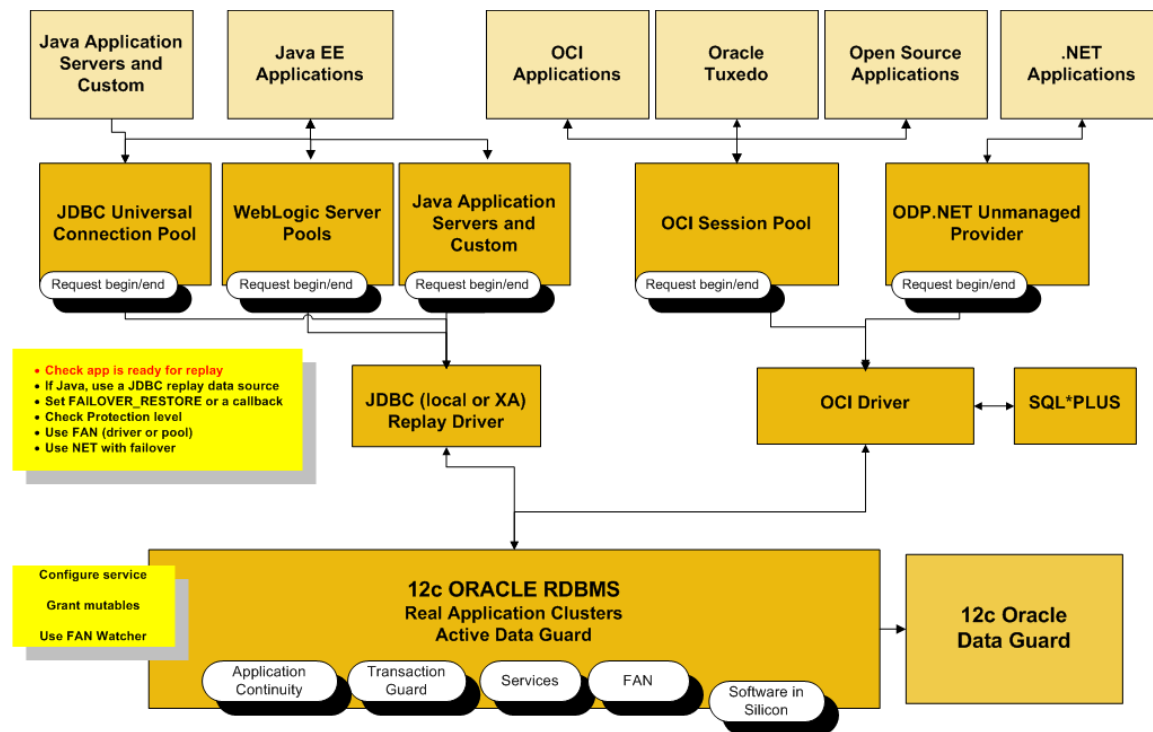 Java Application
Servers and
Custom
Java EE
Applications
OCI
Applications
Oracle
Tuxedo
Open Source
Applications
.NET
Applications
JDBC Universal
Connection Pool
WebLogic Server
Pools
Java Application
Servers and
Custom
OCI Session Pool
ODP.NET Unmanaged
Provider
Request begin/end
Request begin/end
Request begin/end
Request begin/end
Request begin/end
• Check app is ready for replay
• If Java, use a JDBC replay data source
• Set FAILOVER_RESTORE or a callback
• Check Protection level
• Use FAN (driver or pool)
• Use NET with failover
JDBC (local or XA)
Replay Driver
OCI Driver
SQL*PLUS
Configure service
Grant mutables
Use FAN Watcher
12c ORACLE RDBMS
Real Application Clusters
Active Data Guard
12c Oracle
Data Guard
Application
Continuity
Transaction
Guard
Services
FAN
Software in
Silicon